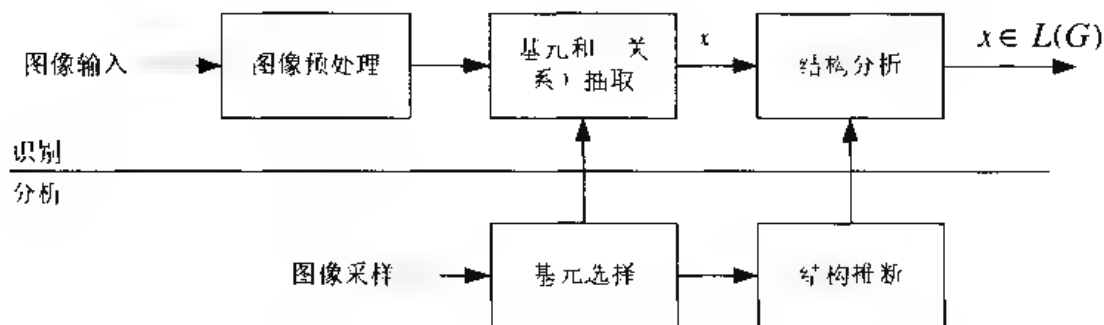 图像输入
图像预处理
基元和 关
系)抽取
x
结构分析
x ∈ L(G)
识别
分析
图像采样
基元选择
结构推断